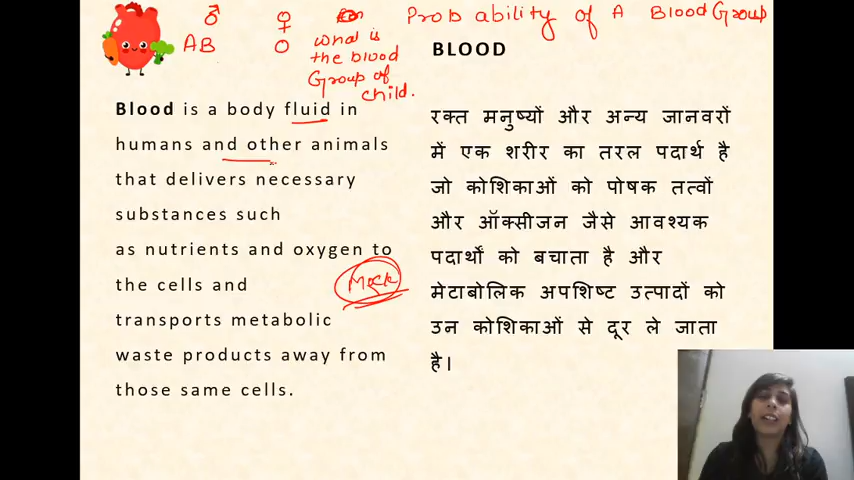 Probability of A Blood Group
♂ ♀
AB O
What is
the blood
Group of
child.
BLOOD
Blood is a body fluid in
humans and other animals
that delivers necessary
substances such
as nutrients and oxygen to
the cells and
transports metabolic
waste products away from
those same cells.
Mock
रक्त मनुष्यों और अन्य जानवरों
में एक शरीर का तरल पदार्थ है
जो कोशिकाओं को पोषक तत्वों
और ऑक्सीजन जैसे आवश्यक
पदार्थों को बचाता है और
मेटाबोलिक अपशिष्ट उत्पादों को
उन कोशिकाओं से दूर ले जाता
है।